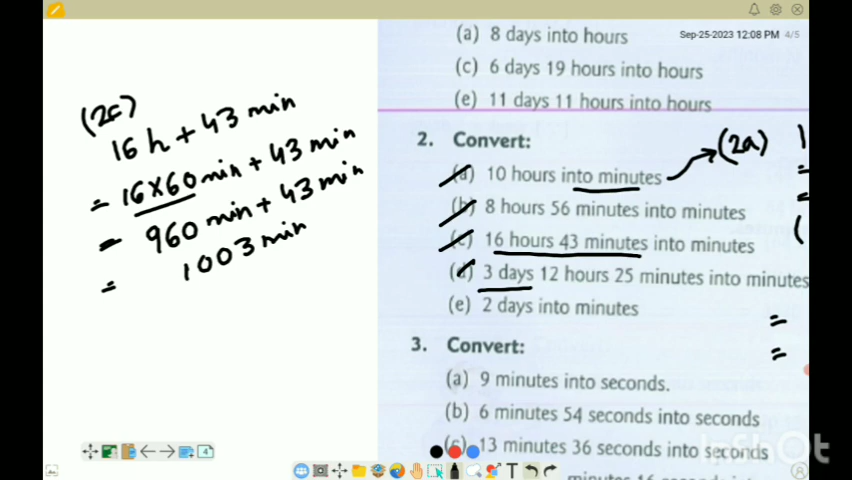 Sep-25-2023 12:08 PM 4/5
(a) 8 days into hours
(c) 6 days 19 hours into hours
(e) 11 days 11 hours into hours
(2c)
16 h + 43 min
= 16 × 60 min + 43 min
= 960 min + 43 min
= 1003 min
2. Convert:
(2a)
(a) 10 hours into minutes
(b) 8 hours 56 minutes into minutes
(c) 16 hours 43 minutes into minutes
(d) 3 days 12 hours 25 minutes into minutes
(e) 2 days into minutes
=
=
3. Convert:
(a) 9 minutes into seconds.
(b) 6 minutes 54 seconds into seconds
(c) 13 minutes 36 seconds into seconds
InShot
4
T